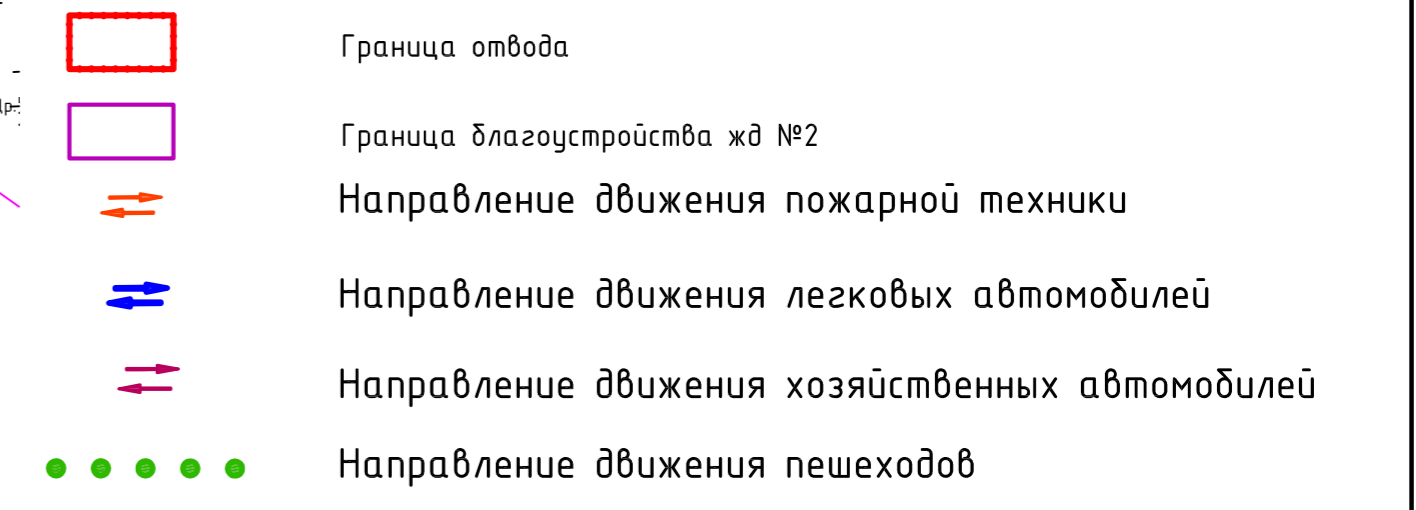 Граница отвода
Граница благоустройства жд №2
Направление движения пожарной техники
Направление движения легковых автомобилей
Направление движения хозяйственных автомобилей
Направление движения пешеходов